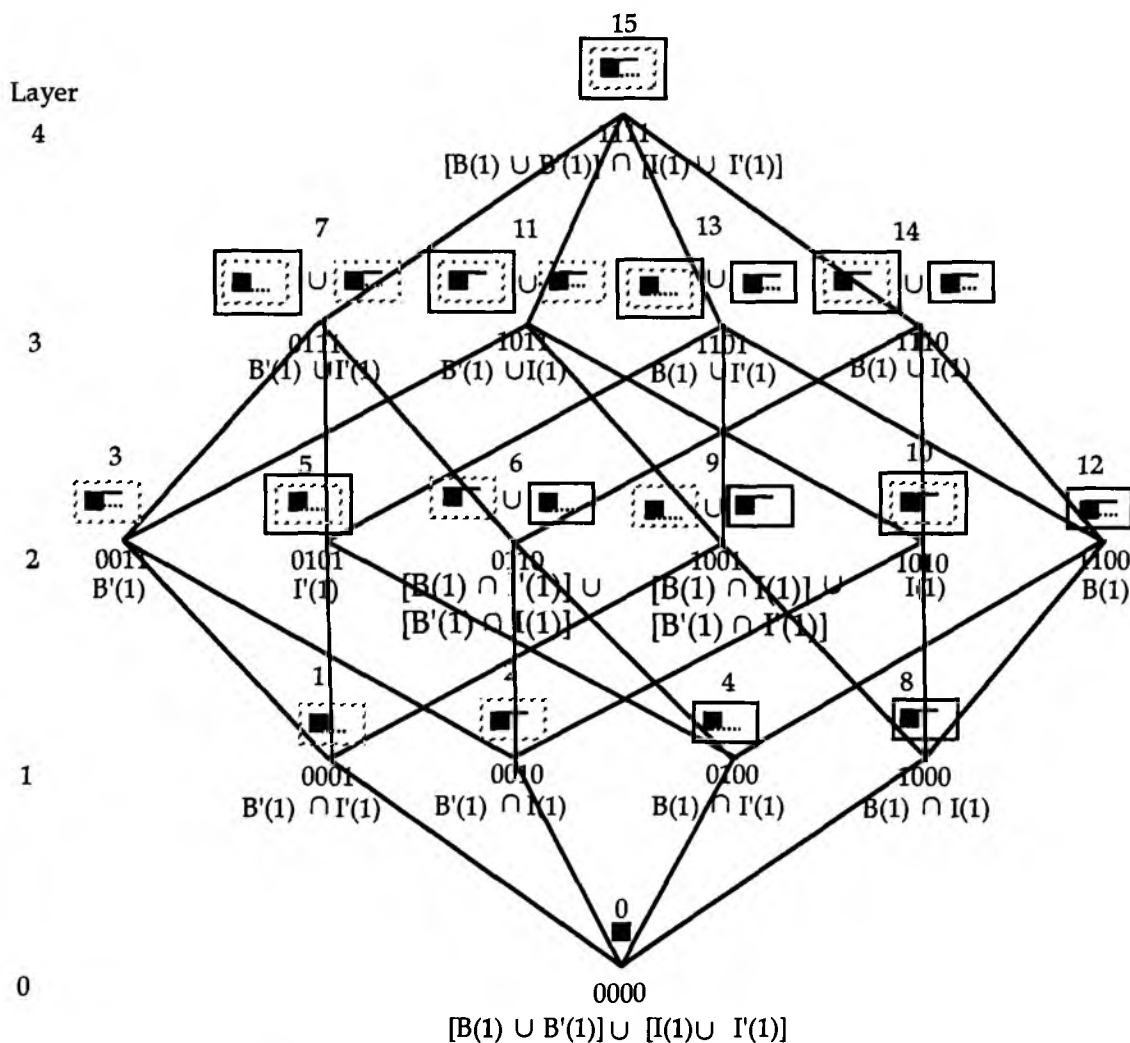 15
Layer
4
1111
[B(1) ∪ B'(1)] ∩ [I(1) ∪ I'(1)]
7 11 13 14
∪ ∪ ∪ ∪
3
0111 1011 1101 1110
B'(1) ∪ I'(1) B'(1) ∪ I(1) B(1) ∪ I'(1) B(1) ∪ I(1)
3 5 6 9 10 12
∪ ∪
2
0011 0101 0110 1001 1010 1100
B'(1) I'(1) [B(1) ∩ I'(1)] ∪ [B(1) ∩ I(1)] ∪ I(1) B(1)
[B'(1) ∩ I(1)] [B'(1) ∩ I'(1)]
1 4 8
1
0001 0010 0100 1000
B'(1) ∩ I'(1) B'(1) ∩ I(1) B(1) ∩ I'(1) B(1) ∩ I(1)
0
0
0000
[B(1) ∪ B'(1)] ∪ [I(1) ∪ I'(1)]